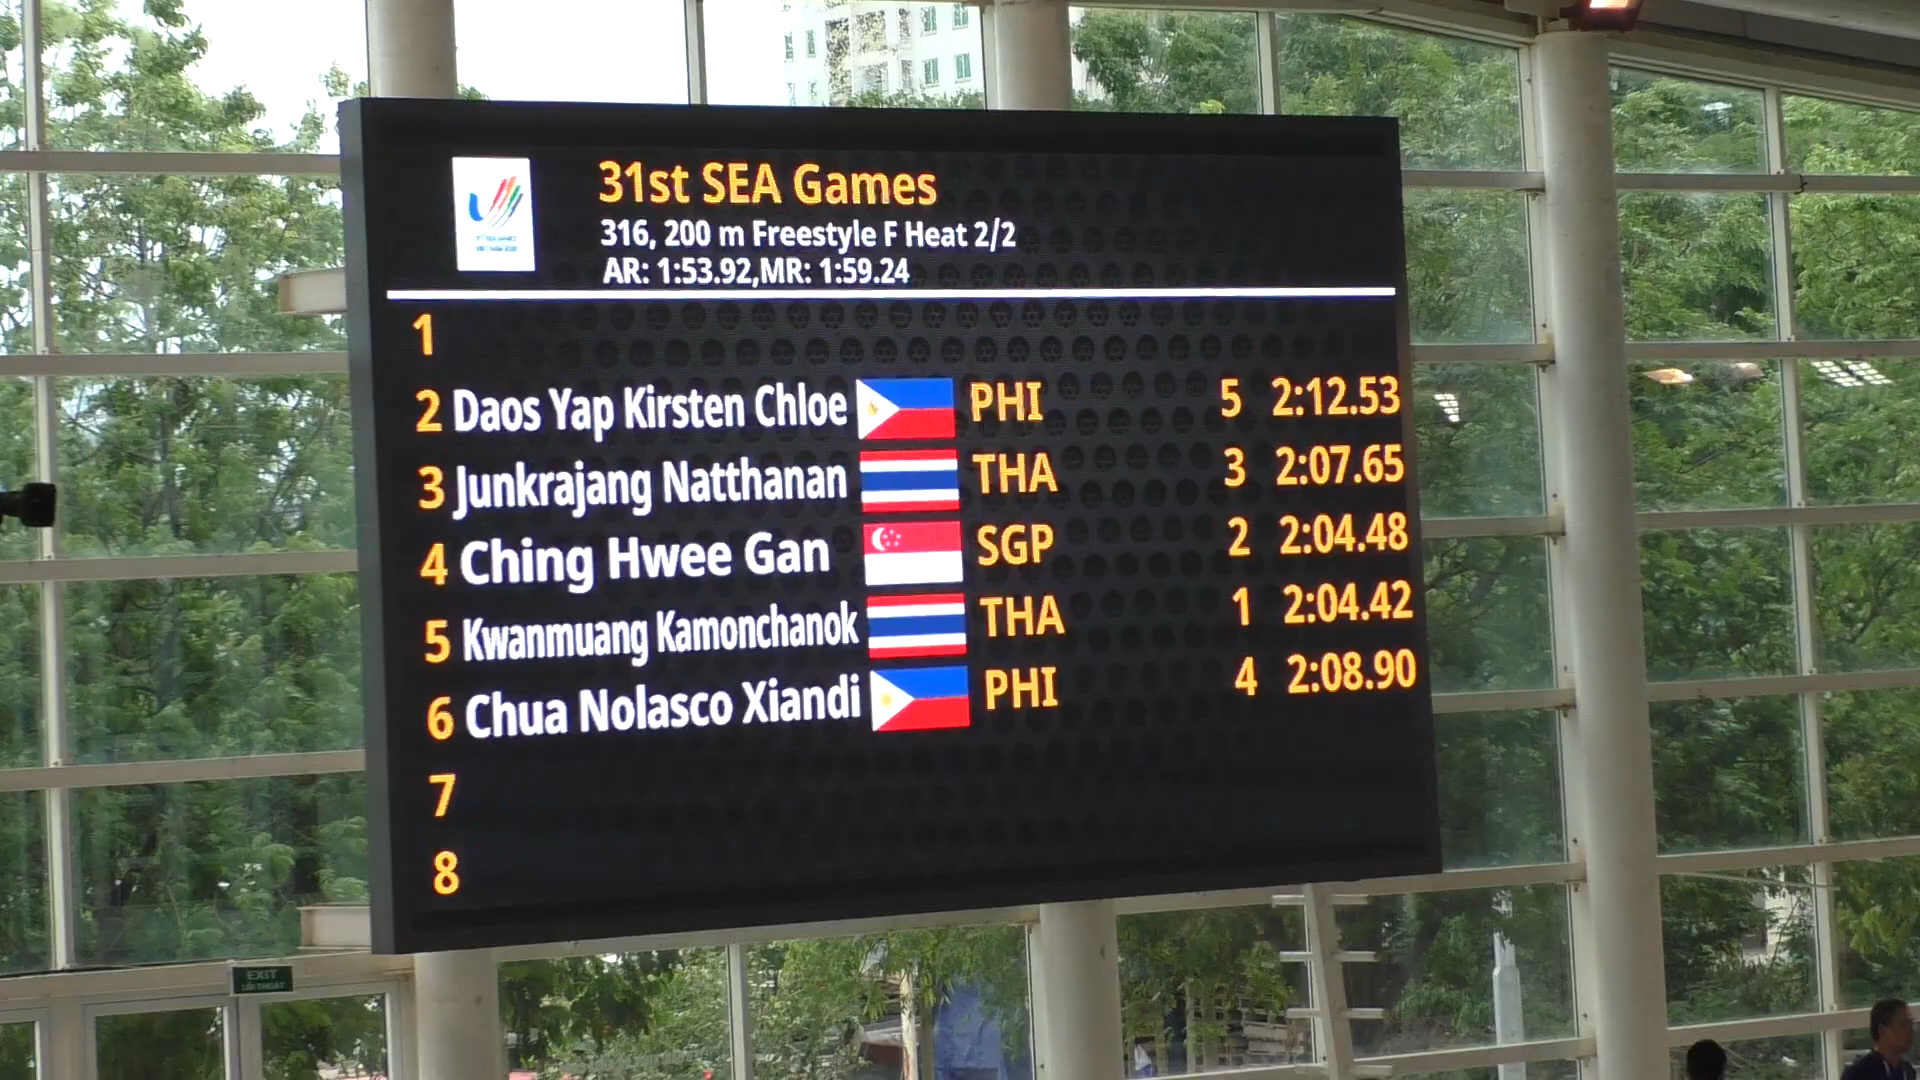 31st SEA Games
316, 200 m Freestyle F Heat 2/2
AR: 1:53.92,MR: 1:59.24
1
2 Daos Yap Kirsten Chloe PHI 5 2:12.53
3 Junkrajang Natthanan THA 3 2:07.65
4 Ching Hwee Gan SGP 2 2:04.48
5 Kwanmuang Kamonchanok THA 1 2:04.42
6 Chua Nolasco Xiandi PHI 4 2:08.90
7
8
EXIT
LỐI THOÁT